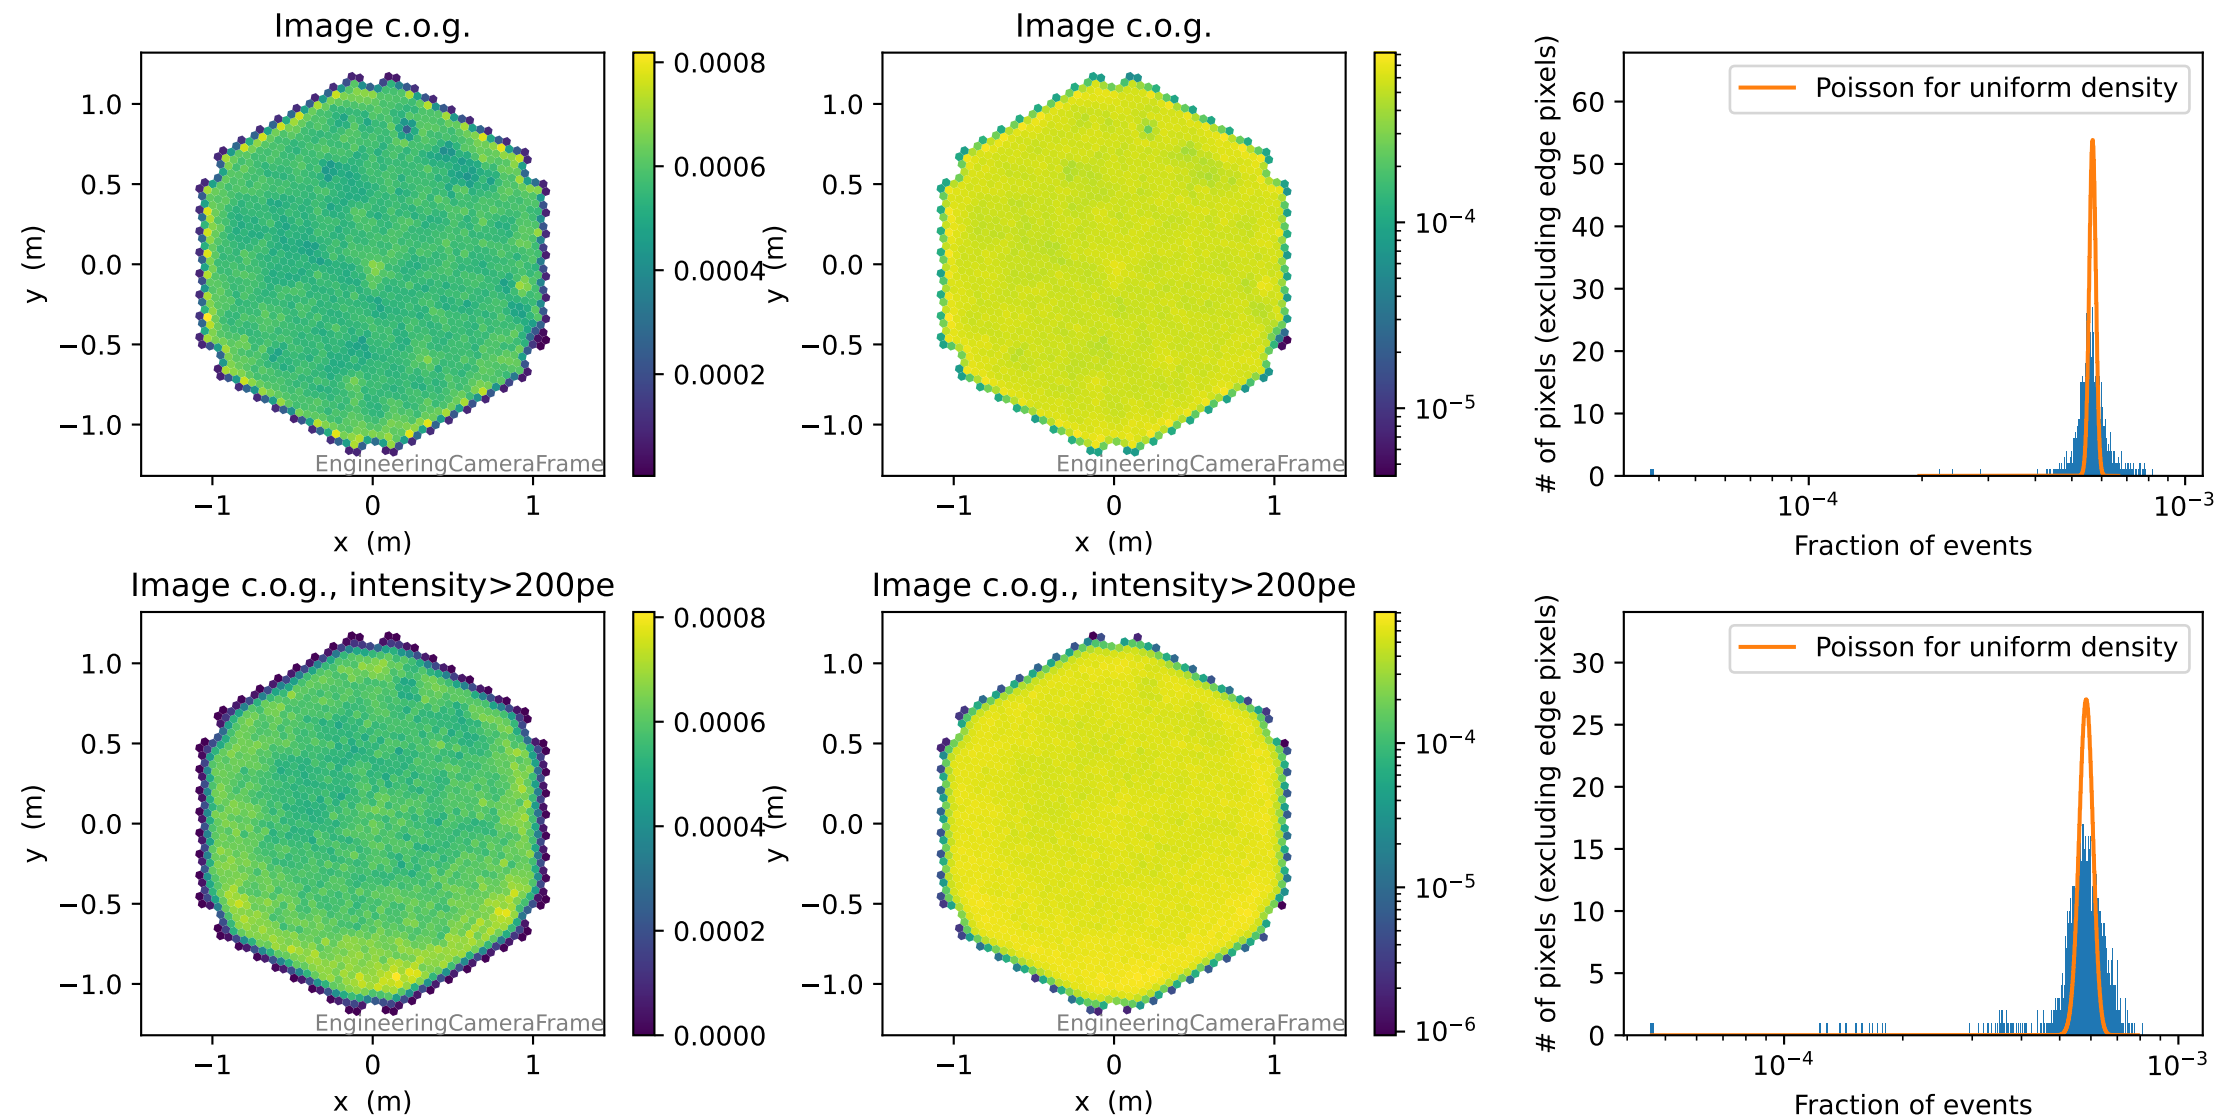 Image c.o.g.
1.0
0.5
0.0
−0.5
−1.0
y (m)
−1
0
1
x (m)
EngineeringCameraFrame
0.0008
0.0006
0.0004
0.0002
Image c.o.g.
1.0
0.5
0.0
−0.5
−1.0
y (m)
−1
0
1
x (m)
EngineeringCameraFrame
10⁻⁴
10⁻⁵
# of pixels (excluding edge pixels)
60
50
40
30
20
10
0
Poisson for uniform density
10⁻⁴
10⁻³
Fraction of events
Image c.o.g., intensity>200pe
1.0
0.5
0.0
−0.5
−1.0
y (m)
−1
0
1
x (m)
EngineeringCameraFrame
0.0008
0.0006
0.0004
0.0002
0.0000
Image c.o.g., intensity>200pe
1.0
0.5
0.0
−0.5
−1.0
y (m)
−1
0
1
x (m)
EngineeringCameraFrame
10⁻⁴
10⁻⁵
10⁻⁶
# of pixels (excluding edge pixels)
30
25
20
15
10
5
0
Poisson for uniform density
10⁻⁴
10⁻³
Fraction of events